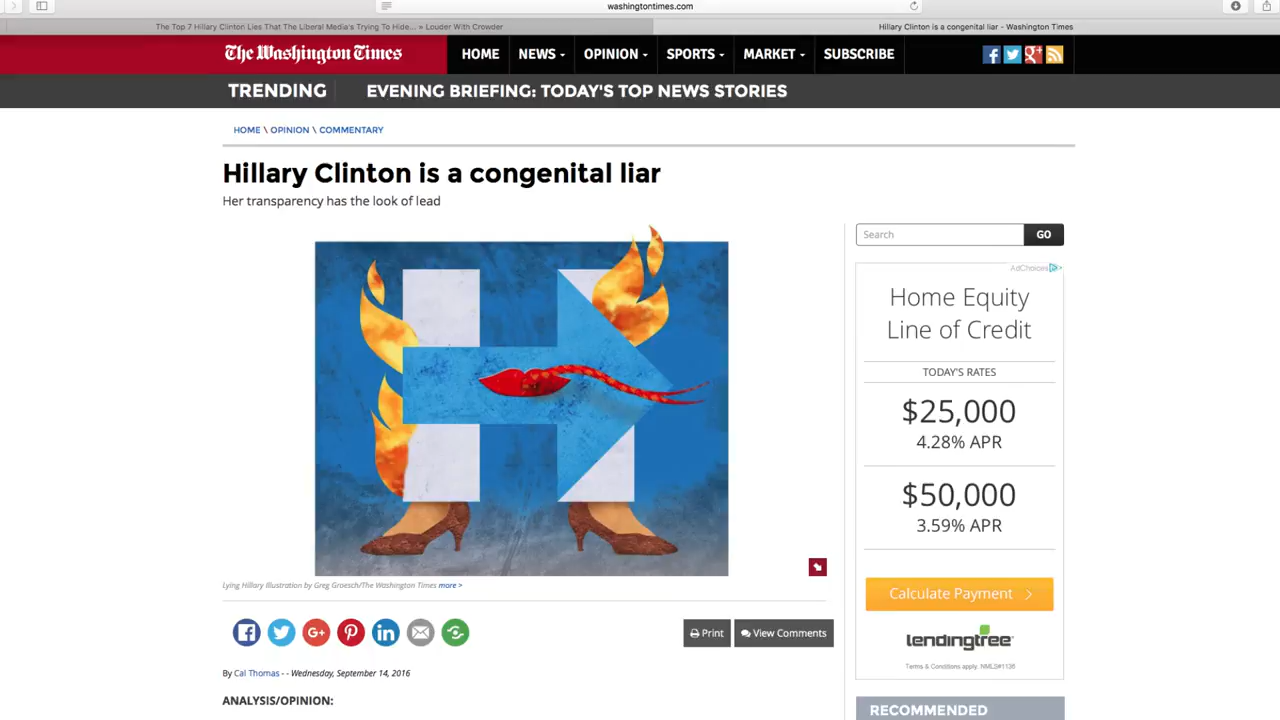 washingtontimes.com
The Top 7 Hillary Clinton Lies That The Liberal Media's Trying To Hide... » Louder With Crowder
Hillary Clinton is a congenital liar - Washington Times
The Washington Times
HOME NEWS OPINION SPORTS MARKET SUBSCRIBE
TRENDING EVENING BRIEFING: TODAY'S TOP NEWS STORIES
HOME \ OPINION \ COMMENTARY
Hillary Clinton is a congenital liar
Her transparency has the look of lead
Search GO
AdChoices
Home Equity
Line of Credit
TODAY'S RATES
$25,000
4.28% APR
$50,000
3.59% APR
Calculate Payment
lendingtree
Terms & Conditions apply. NMLS#1136
Lying Hillary Illustration by Greg Groesch/The Washington Times more >
Print View Comments
By Cal Thomas - - Wednesday, September 14, 2016
ANALYSIS/OPINION:
RECOMMENDED